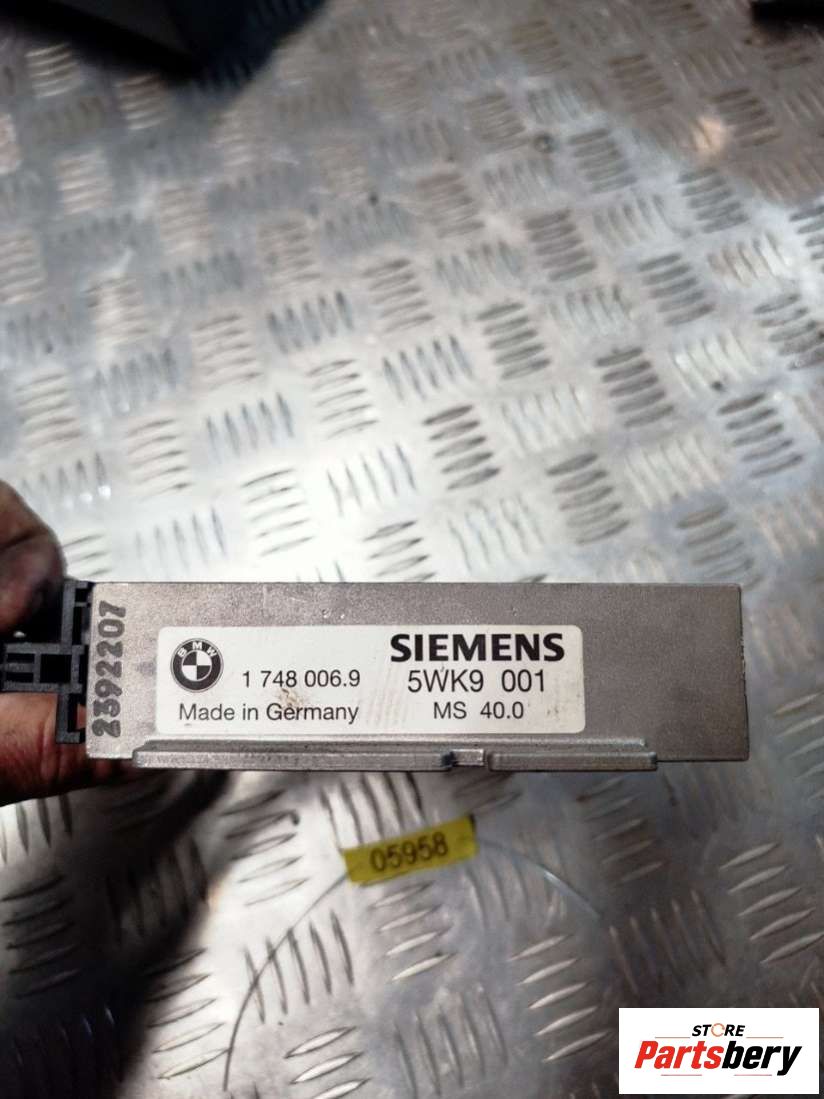 2392207
BMW
1 748 006.9
Made in Germany
SIEMENS
5WK9 001
MS 40.0
05958
STORE
Partsbery